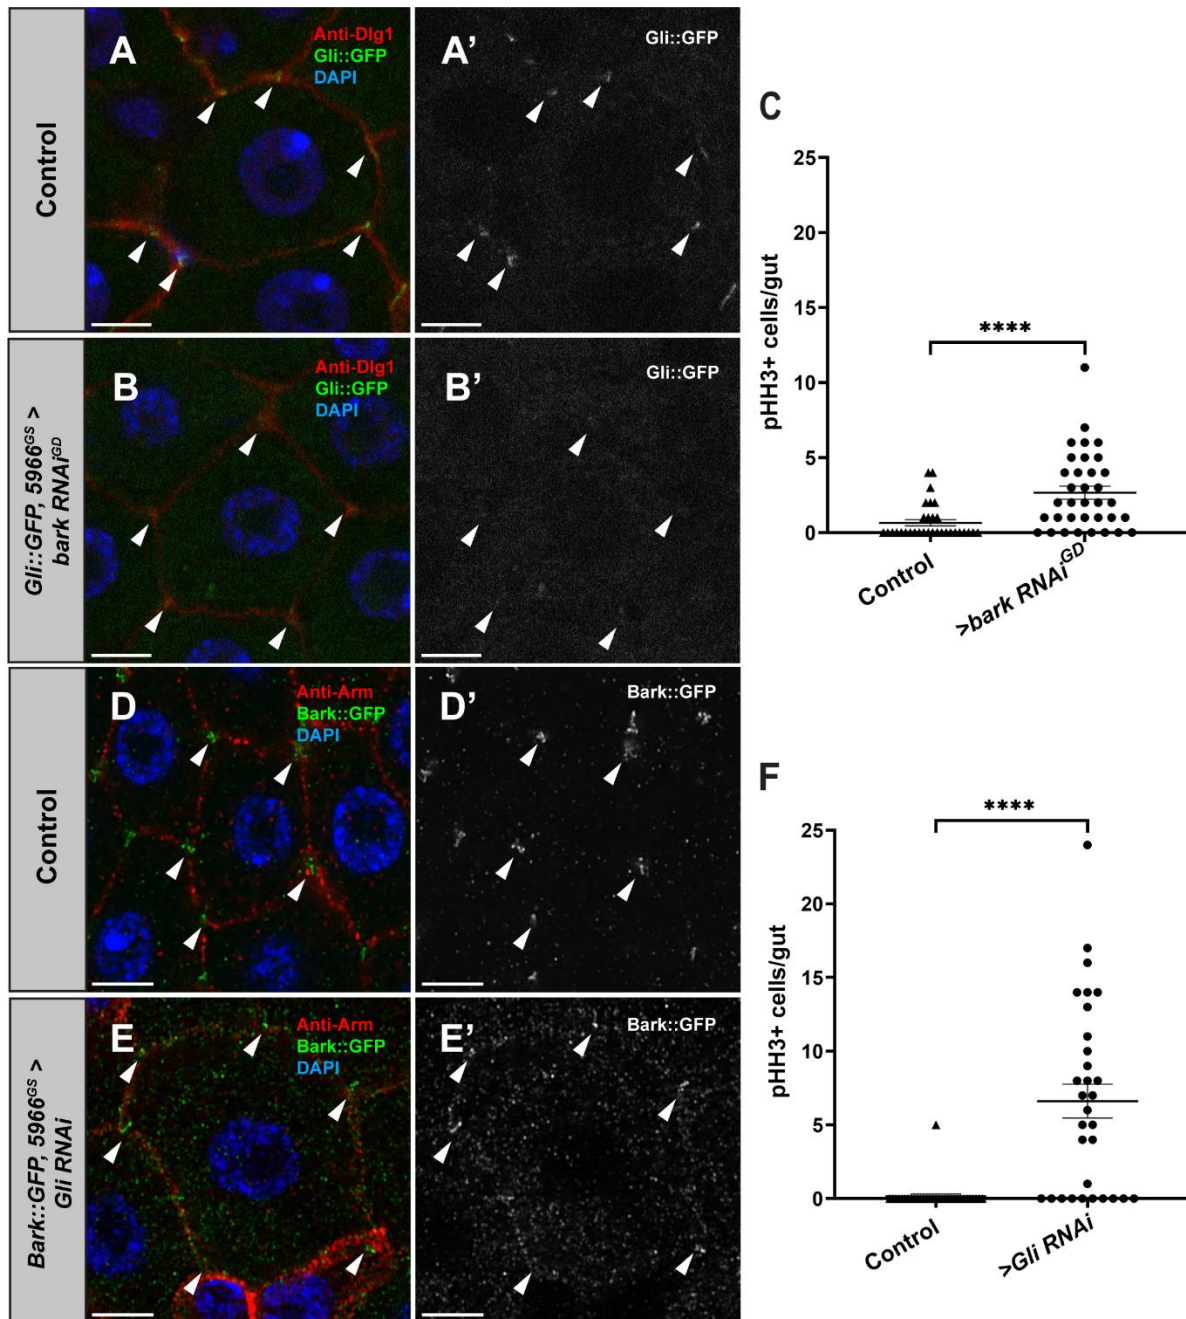 Control
A
Anti-Dlg1
Gli::GFP
DAPI
A’
Gli::GFP
Gli::GFP, 5966GS >
bark RNAiGD
B
Anti-Dlg1
Gli::GFP
DAPI
B’
Gli::GFP
C
pHH3+ cells/gut
25
20
15
10
5
0
****
Control
>bark RNAiGD
Control
D
Anti-Arm
Bark::GFP
DAPI
D’
Bark::GFP
Bark::GFP, 5966GS >
Gli RNAi
E
Anti-Arm
Bark::GFP
DAPI
E’
Bark::GFP
F
pHH3+ cells/gut
25
20
15
10
5
0
****
Control
>Gli RNAi